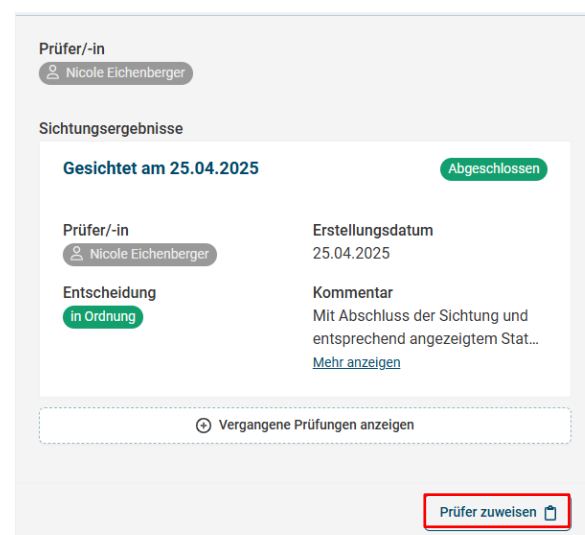 Prüfer/-in
Nicole Eichenberger
Sichtungsergebnisse
Gesichtet am 25.04.2025
Abgeschlossen
Prüfer/-in
Nicole Eichenberger
Erstellungsdatum
25.04.2025
Entscheidung
in Ordnung
Kommentar
Mit Abschluss der Sichtung und
entsprechend angezeigtem Stat...
Mehr anzeigen
Vergangene Prüfungen anzeigen
Prüfer zuweisen